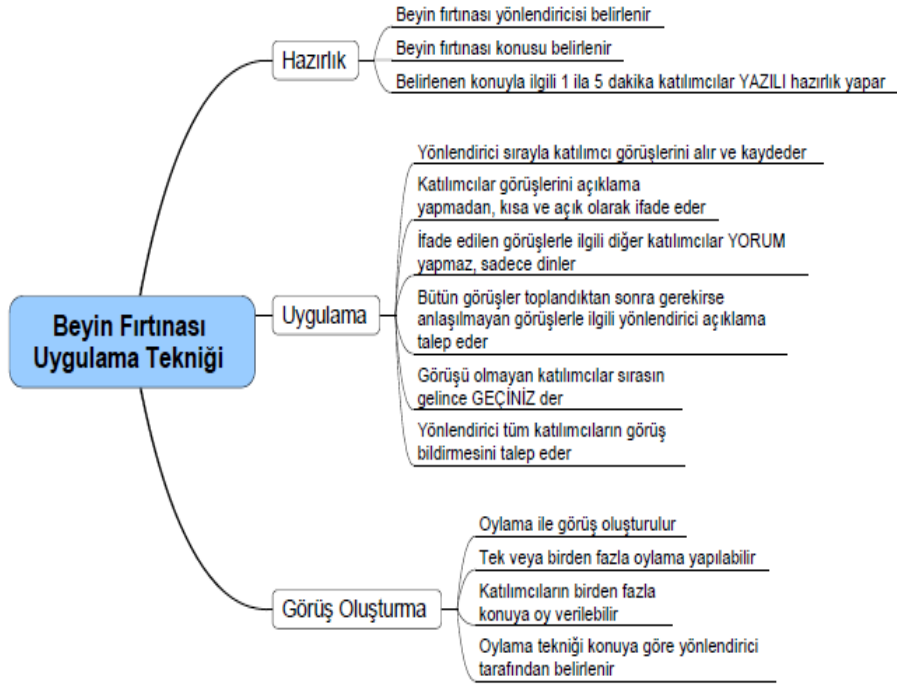 Beyin fırtınası yönlendiricisi belirlenir
Hazırlık
Beyin fırtınası konusu belirlenir
Belirlenen konuyla ilgili 1 ila 5 dakika katılımcılar YAZILI hazırlık yapar
Yönlendirici sırayla katılımcı görüşlerini alır ve kaydeder
Katılımcılar görüşlerini açıklama
yapmadan, kısa ve açık olarak ifade eder
İfade edilen görüşlerle ilgili diğer katılımcılar YORUM
yapmaz, sadece dinler
Beyin Fırtınası
Uygulama Tekniği
Uygulama
Bütün görüşler toplandıktan sonra gerekirse
anlaşılmayan görüşlerle ilgili yönlendirici açıklama
talep eder
Görüşü olmayan katılımcılar sırasın
gelince GEÇİNİZ der
Yönlendirici tüm katılımcıların görüş
bildirmesini talep eder
Oylama ile görüş oluşturulur
Tek veya birden fazla oylama yapılabilir
Görüş Oluşturma
Katılımcıların birden fazla
konuya oy verilebilir
Oylama tekniği konuya göre yönlendirici
tarafından belirlenir